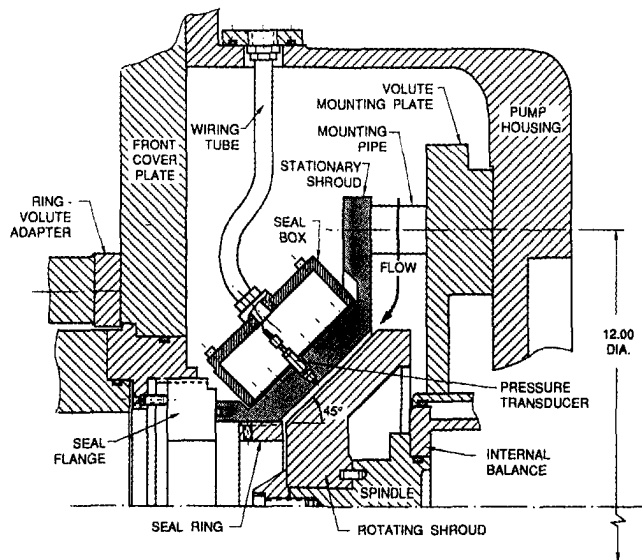 VOLUTE
MOUNTING PLATE
PUMP
HOUSING
MOUNTING
PIPE
WIRING
TUBE
STATIONARY
SHROUD
FRONT
COVER
PLATE
RING
VOLUTE
ADAPTER
SEAL
BOX
FLOW
12.00
DIA.
PRESSURE
TRANSDUCER
45°
SEAL
FLANGE
INTERNAL
BALANCE
SPINDLE
SEAL RING
ROTATING SHROUD